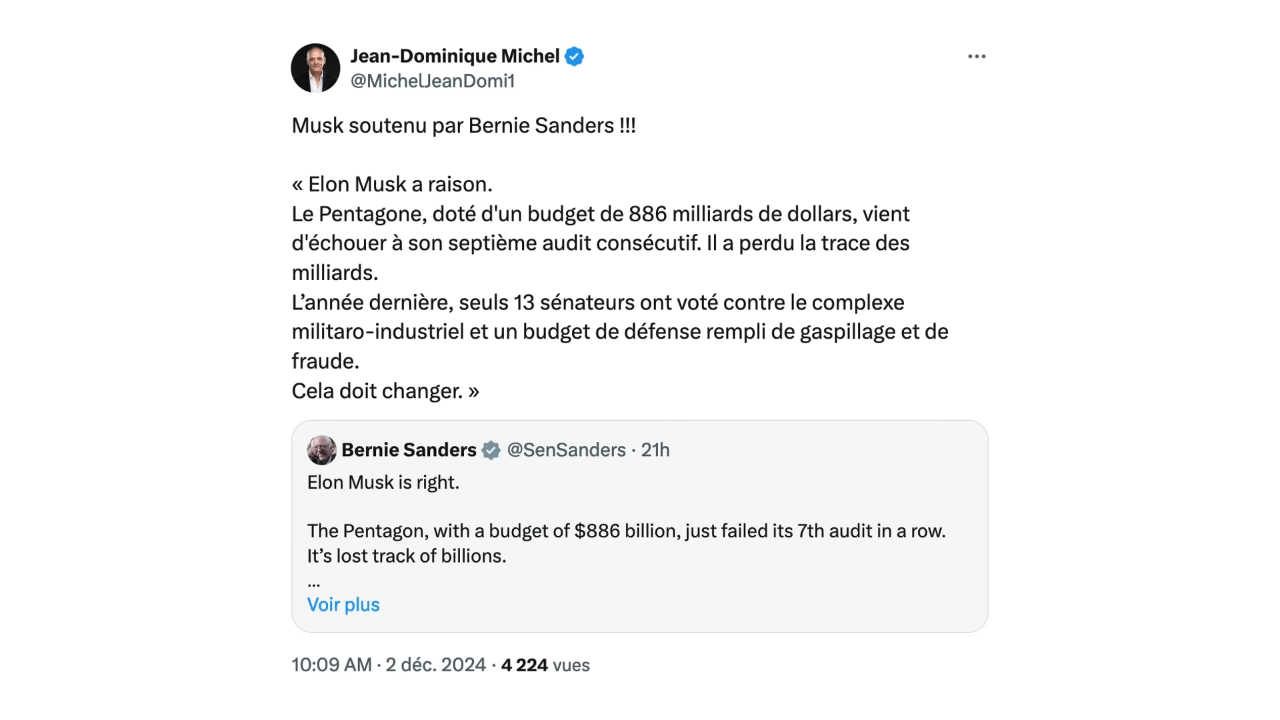 Jean-Dominique Michel
@MichelJeanDomi1
Musk soutenu par Bernie Sanders !!!
« Elon Musk a raison.
Le Pentagone, doté d'un budget de 886 milliards de dollars, vient
d'échouer à son septième audit consécutif. Il a perdu la trace des
milliards.
L’année dernière, seuls 13 sénateurs ont voté contre le complexe
militaro-industriel et un budget de défense rempli de gaspillage et de
fraude.
Cela doit changer. »
Bernie Sanders @SenSanders · 21h
Elon Musk is right.
The Pentagon, with a budget of $886 billion, just failed its 7th audit in a row.
It’s lost track of billions.
...
Voir plus
10:09 AM · 2 déc. 2024 · 4 224 vues